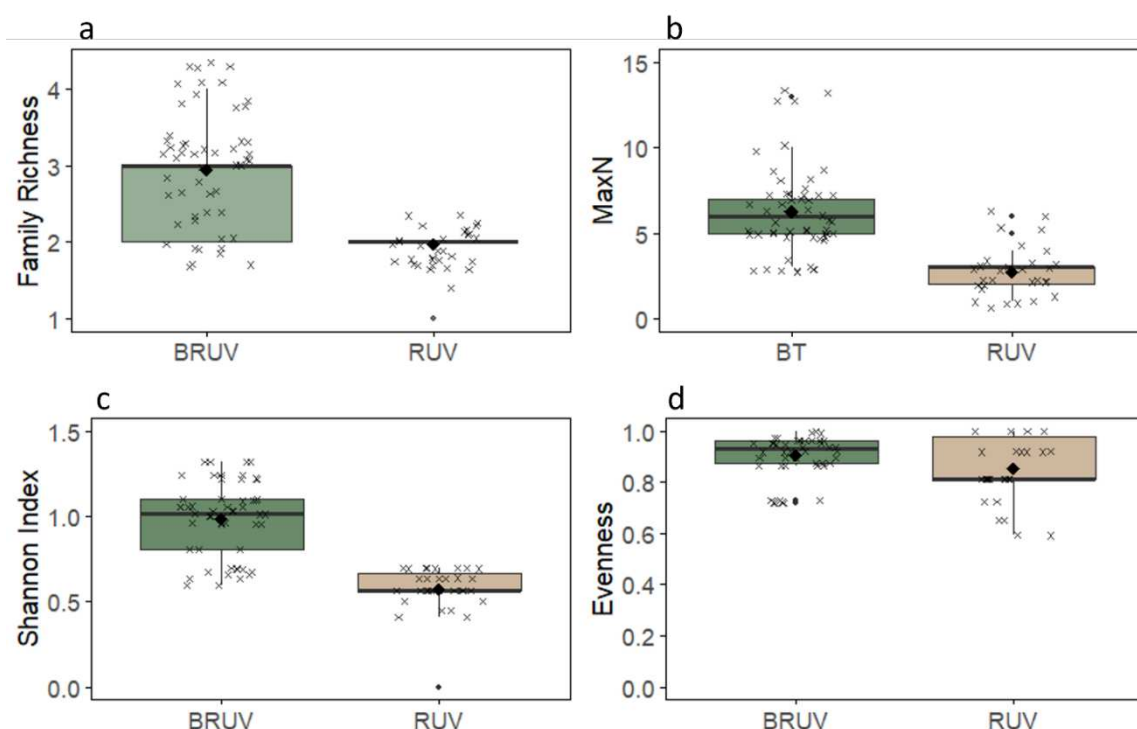 a
Family Richness
4
3
2
1
BRUV RUV
b
MaxN
15
10
5
0
BT RUV
c
Shannon Index
1.5
1.0
0.5
0.0
BRUV RUV
d
Evenness
1.0
0.8
0.6
0.4
0.2
0.0
BRUV RUV